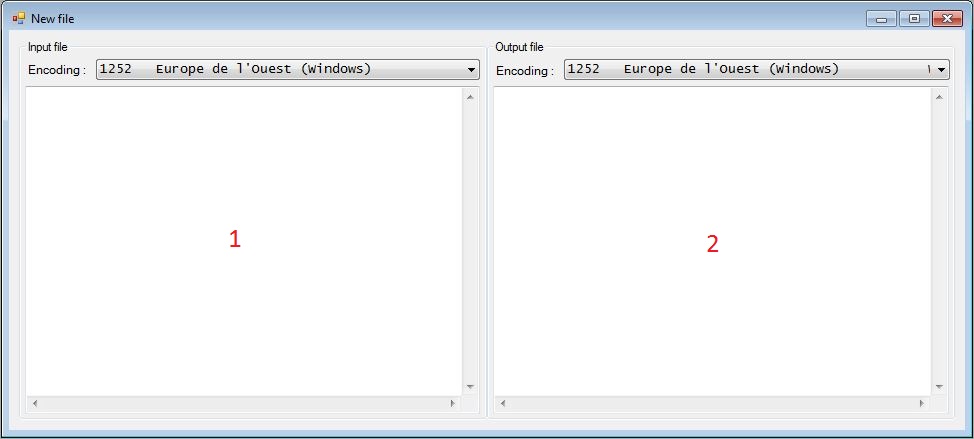 New file
Input file
Encoding : 1252 Europe de l'Ouest (Windows)
1
Output file
Encoding : 1252 Europe de l'Ouest (Windows)
2